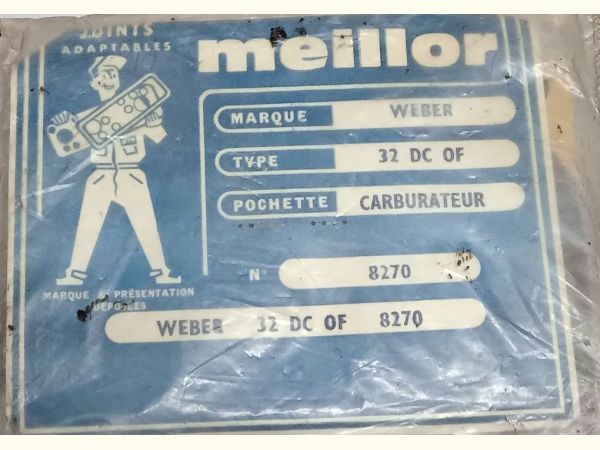 JOINTS
ADAPTABLES
meillor
MARQUE WEBER
TYPE 32 DC OF
POCHETTE CARBURATEUR
N° 8270
MARQUE & PRÉSENTATION
DÉPOSÉES
WEBER 32 DC OF 8270